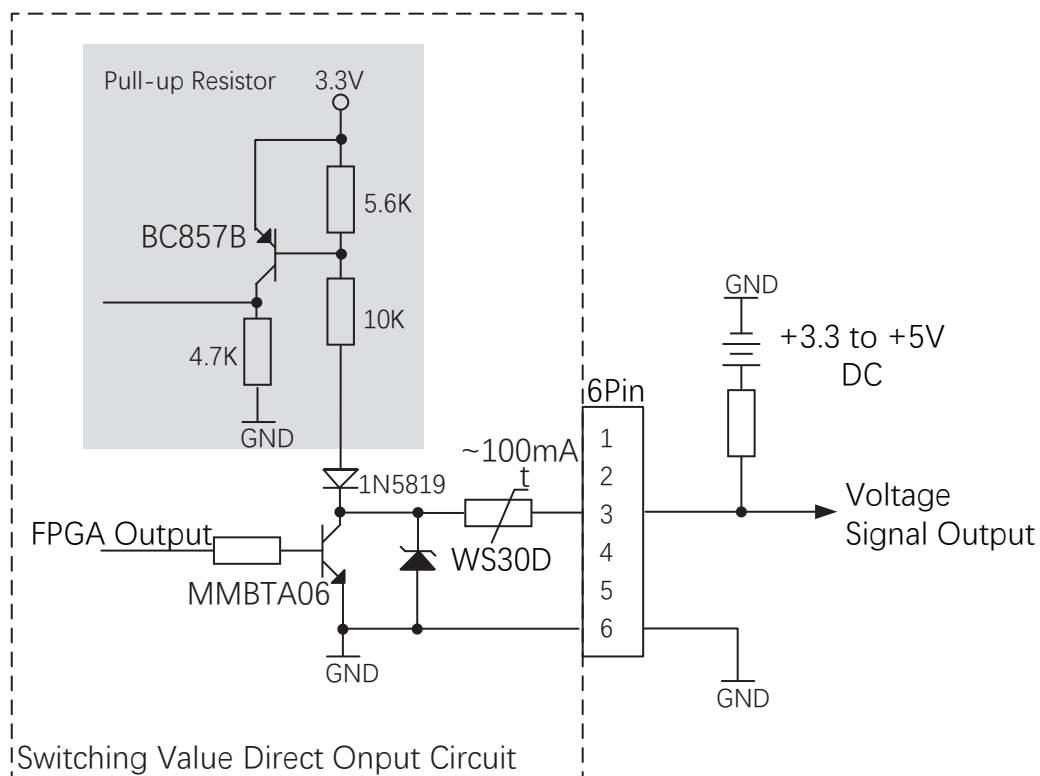 Pull-up Resistor
3.3V
5.6K
BC857B
10K
4.7K
GND
GND
+3.3 to +5V
DC
6Pin
1
2
3
4
5
6
~100mA
t
1N5819
WS30D
FPGA Output
MMBTA06
GND
Voltage
Signal Output
GND
Switching Value Direct Onput Circuit